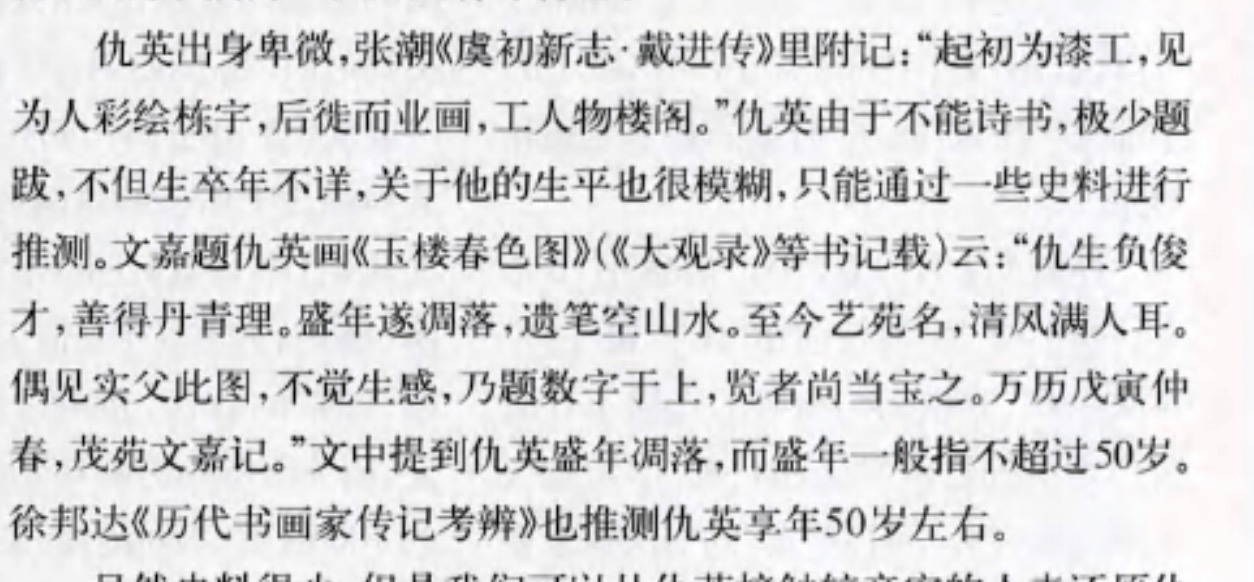 仇英出身卑微,张潮《虞初新志·戴进传》里附记:“起初为漆工,见
为人彩绘栋宇,后徙而业画,工人物楼阁。”仇英由于不能诗书,极少题
跋,不但生卒年不详,关于他的生平也很模糊,只能通过一些史料进行
推测。文嘉题仇英画《玉楼春色图》(《大观录》等书记载)云:“仇生负俊
才,善得丹青理。盛年遂凋落,遗笔空山水。至今艺苑名,清风满人耳。
偶见实父此图,不觉生感,乃题数字于上,览者尚当宝之。万历戊寅仲
春,茂苑文嘉记。”文中提到仇英盛年凋落,而盛年一般指不超过50岁。
徐邦达《历代书画家传记考辨》也推测仇英享年50岁左右。